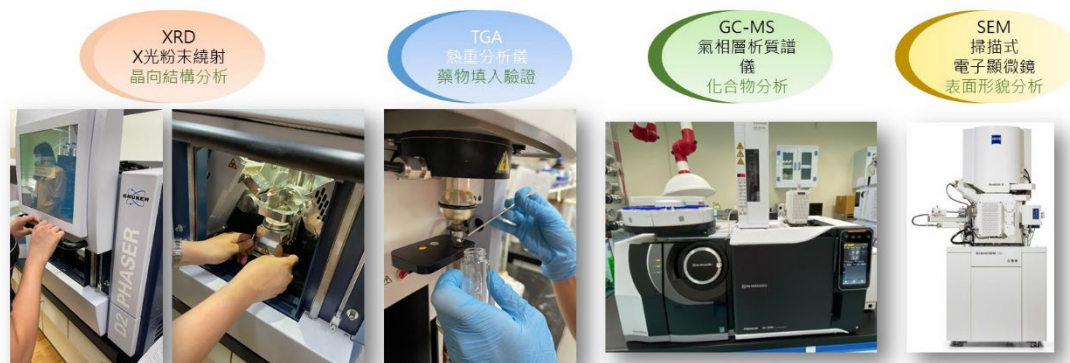 XRD
X光粉末繞射
晶向結構分析
TGA
熱重分析儀
藥物填入驗證
GC-MS
氣相層析質譜
儀
化合物分析
SEM
掃描式
電子顯微鏡
表面形貌分析
BRUKER
D2 PHASER
ZEISS